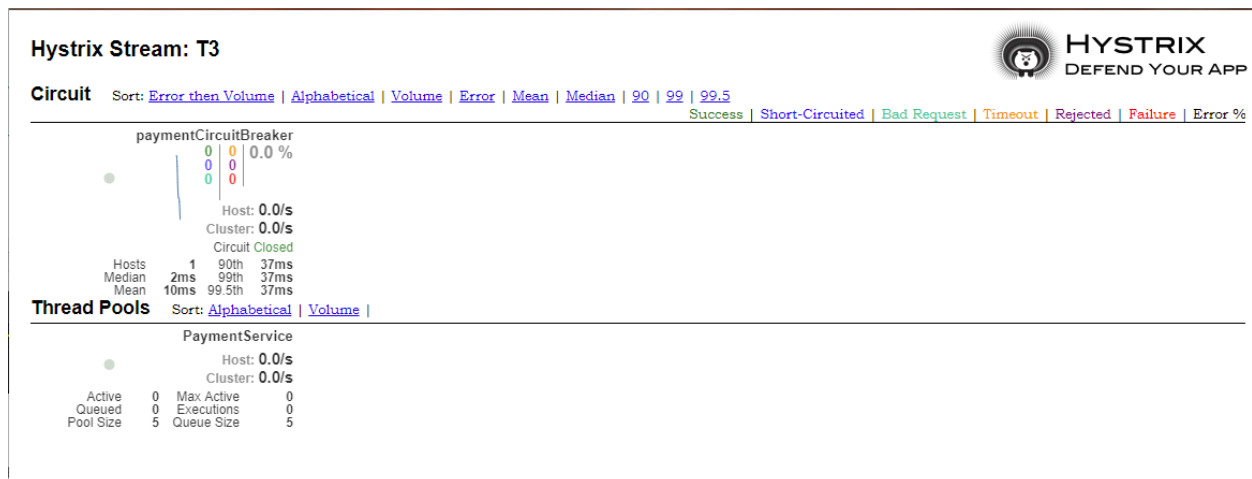 Hystrix Stream: T3
HYSTRIX
DEFEND YOUR APP
Circuit Sort: Error then Volume | Alphabetical | Volume | Error | Mean | Median | 90 | 99 | 99.5
Success | Short-Circuited | Bad Request | Timeout | Rejected | Failure | Error %
paymentCircuitBreaker
0 0 0.0 %
0 0
0 0
Host: 0.0/s
Cluster: 0.0/s
Circuit Closed
Hosts 1 90th 37ms
Median 2ms 99th 37ms
Mean 10ms 99.5th 37ms
Thread Pools Sort: Alphabetical | Volume |
PaymentService
Host: 0.0/s
Cluster: 0.0/s
Active 0 Max Active 0
Queued 0 Executions 0
Pool Size 5 Queue Size 5